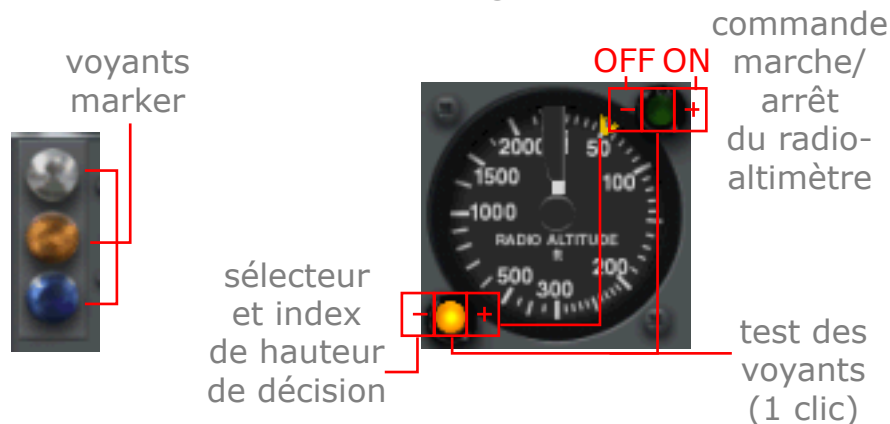 voyants
marker
OFF ON
commande
marche/
arrêt
du radio-
altimètre
- +
2000 50
1500 100
1000
RADIO ALTITUDE
ft
500 300 200
- +
sélecteur
et index
de hauteur
de décision
test des
voyants
(1 clic)